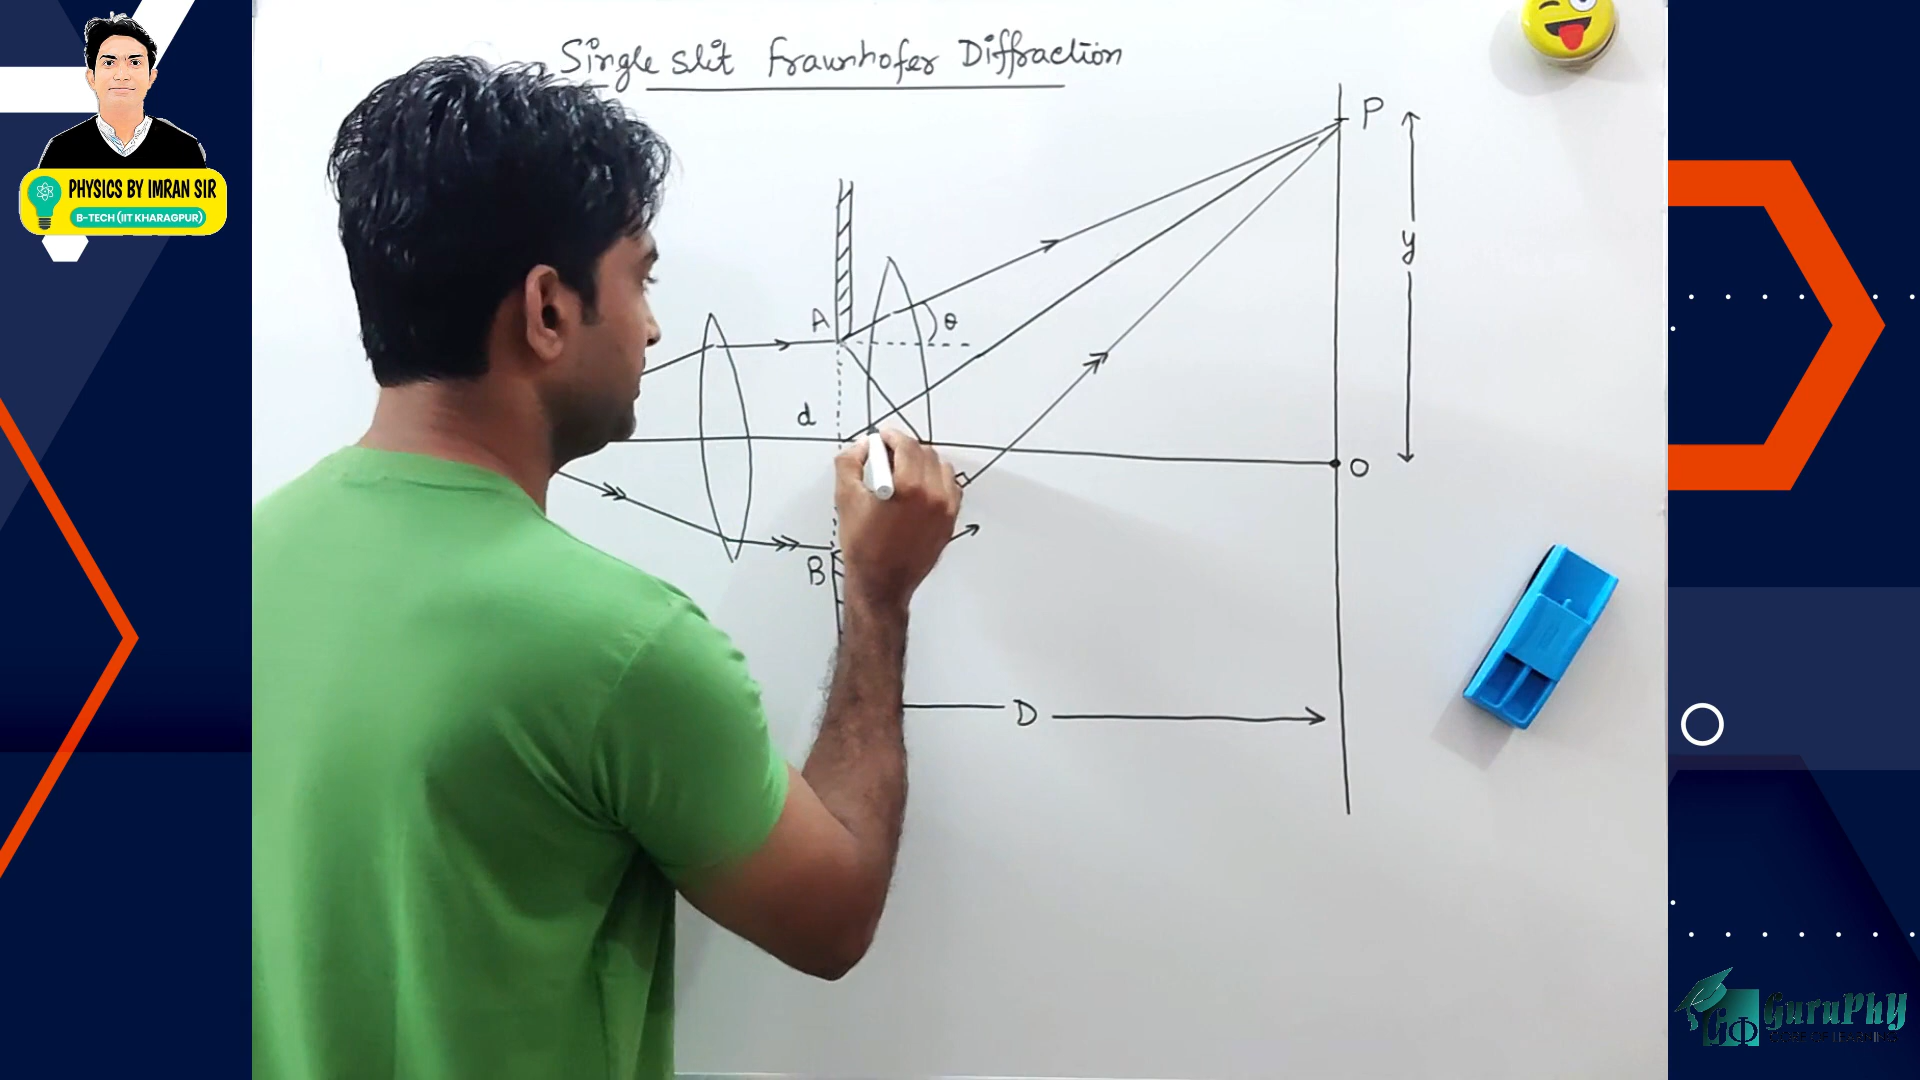 Single slit Fraunhofer Diffraction
PHYSICS BY IMRAN SIR
B-TECH (IIT KHARAGPUR)
P
y
A
θ
d
O
B
D
GuruPhy